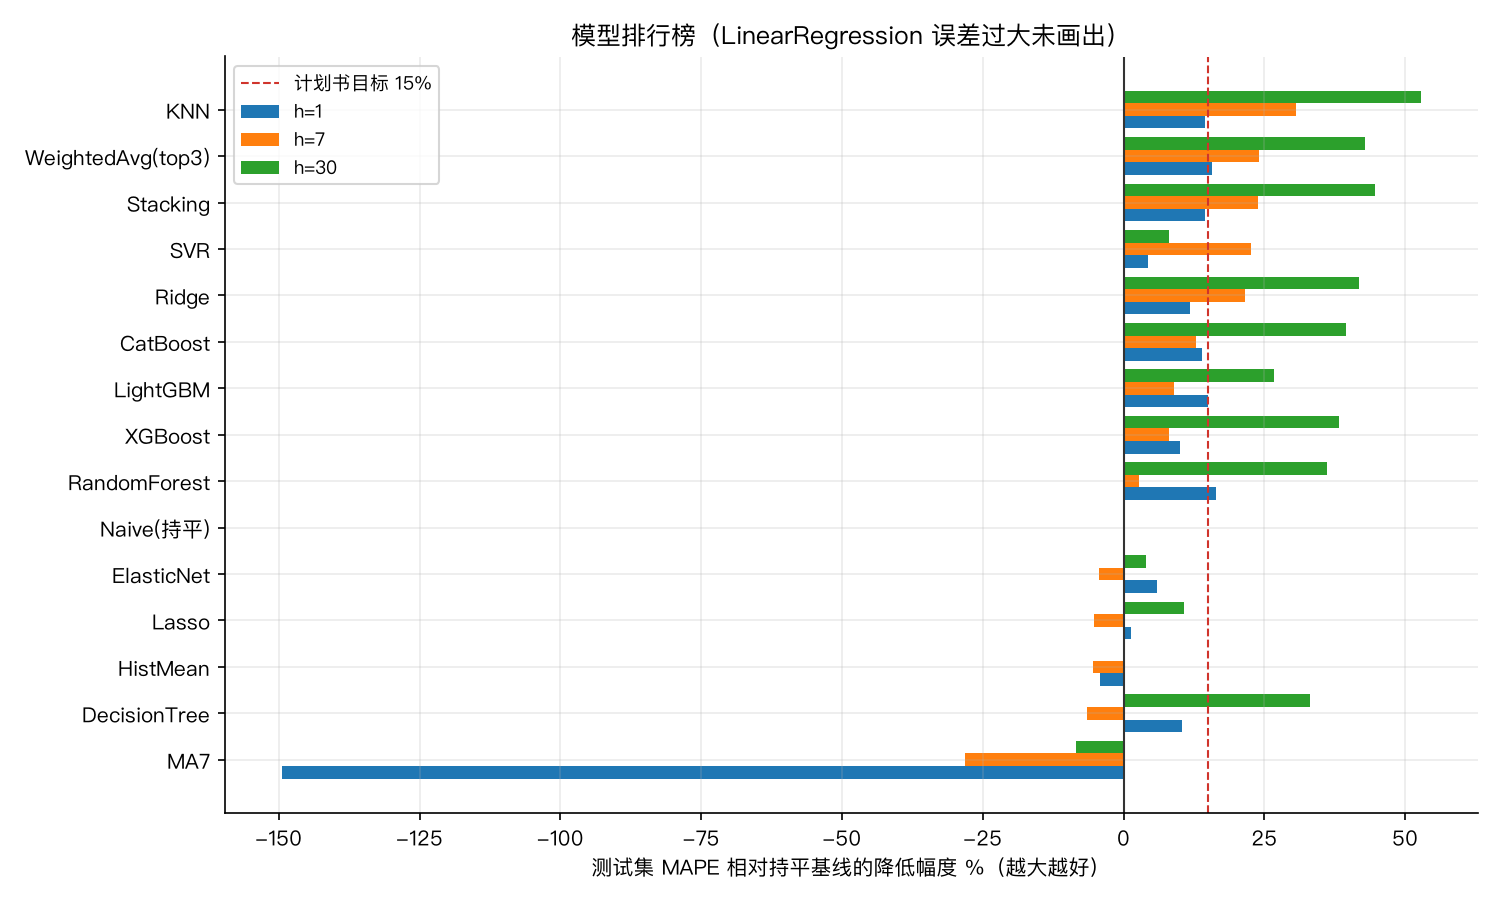 模型排行榜（LinearRegression 误差过大未画出）
计划书目标 15%
h=1
h=7
h=30
KNN
WeightedAvg(top3)
Stacking
SVR
Ridge
CatBoost
LightGBM
XGBoost
RandomForest
Naive(持平)
ElasticNet
Lasso
HistMean
DecisionTree
MA7
−150 −125 −100 −75 −50 −25 0 25 50
测试集 MAPE 相对持平基线的降低幅度 %（越大越好）